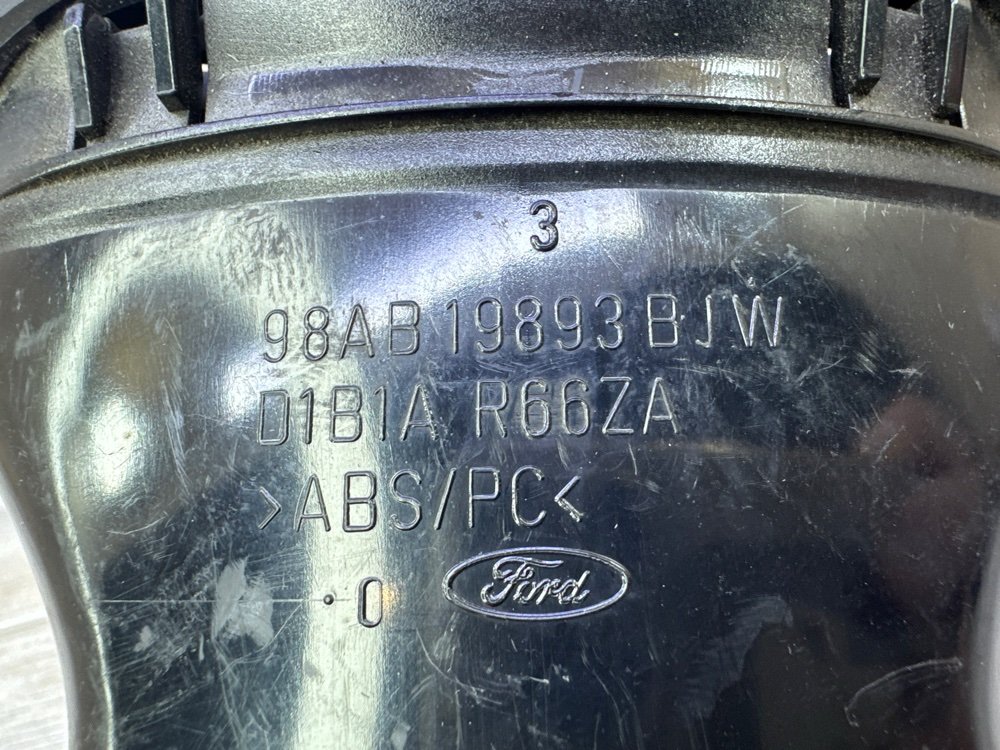 3
98AB 19893 BJW
D1B1A R66ZA
>ABS/PC<
0 Ford